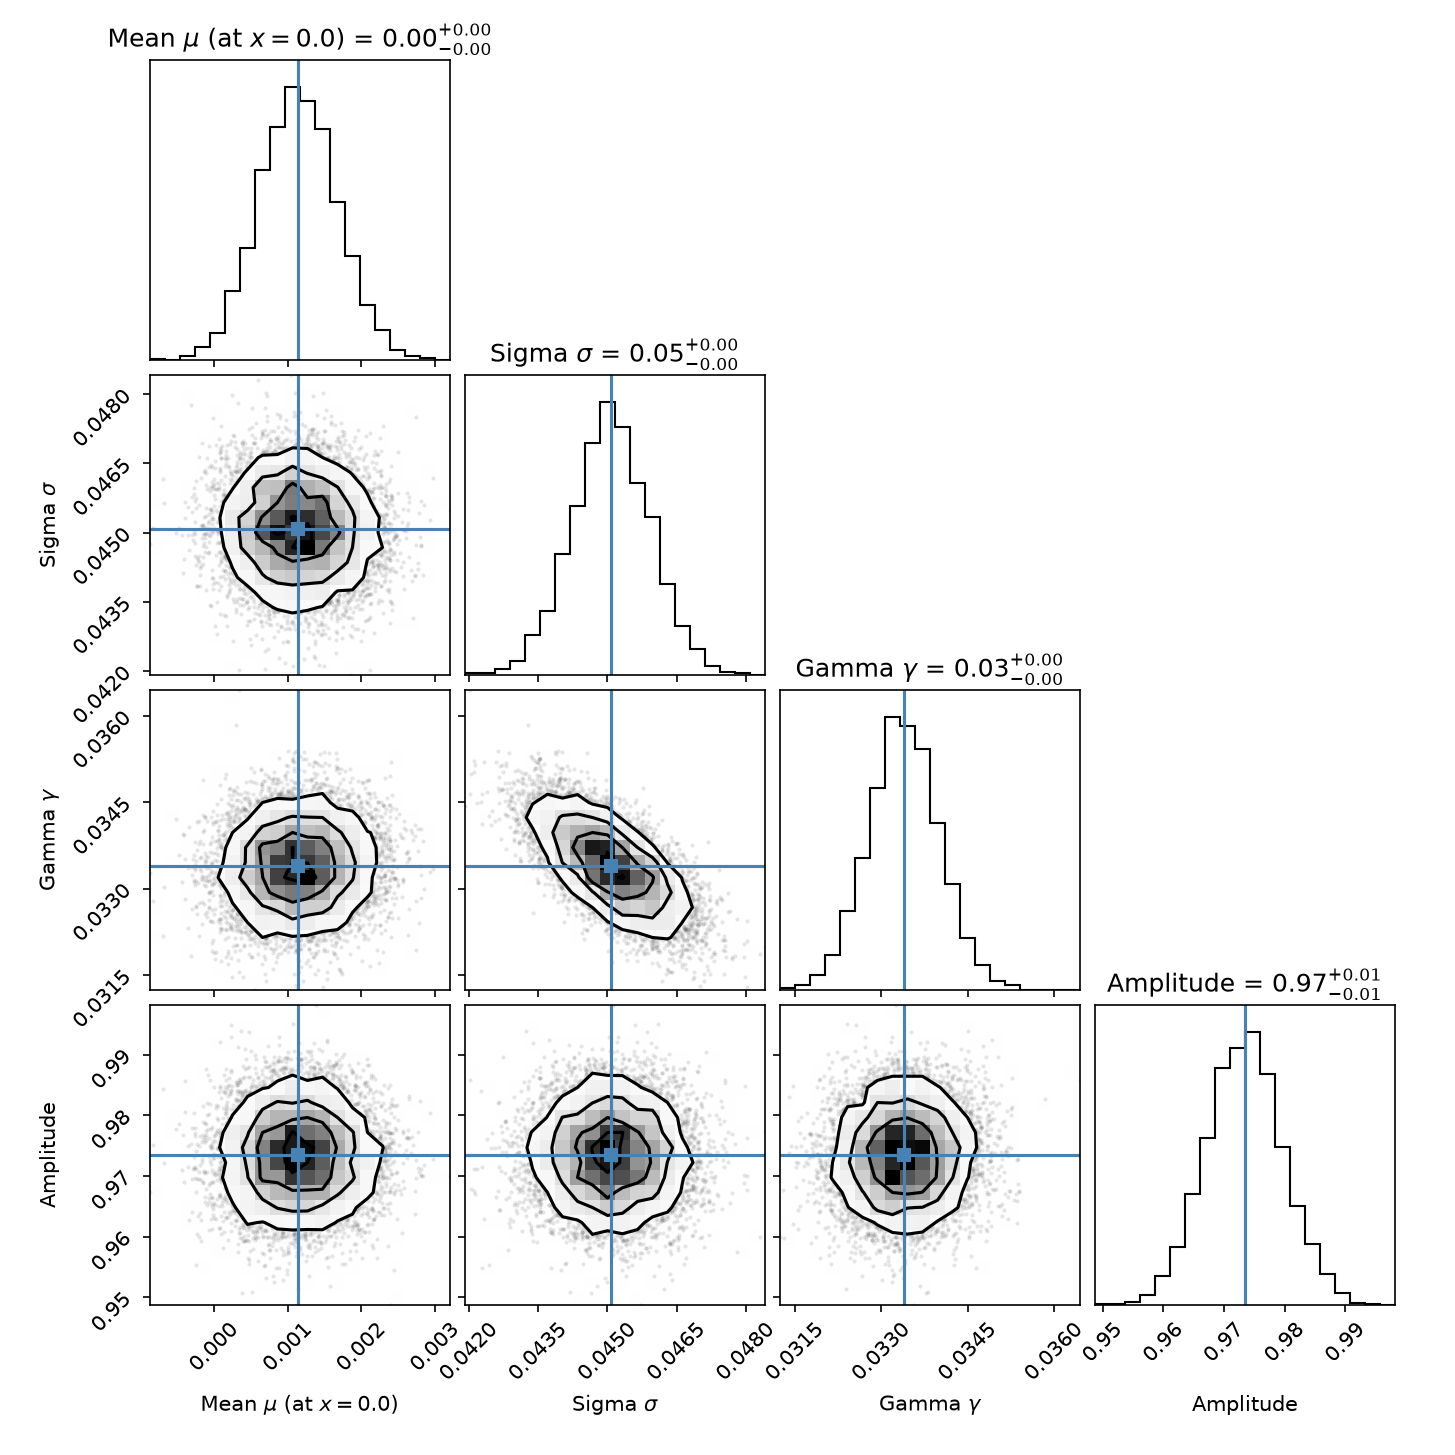 Mean μ (at x = 0.0) = 0.00+0.00−0.00
Sigma σ = 0.05+0.00−0.00
0.0480
0.0465
0.0450
0.0435
0.0420
Sigma σ
Gamma γ = 0.03+0.00−0.00
0.0360
0.0345
0.0330
0.0315
Gamma γ
Amplitude = 0.97+0.01−0.01
0.99
0.98
0.97
0.96
0.95
Amplitude
0.000 0.001 0.002 0.003 0.0420 0.0435 0.0450 0.0465 0.0480 0.0315 0.0330 0.0345 0.0360 0.95 0.96 0.97 0.98 0.99
Mean μ (at x = 0.0) Sigma σ Gamma γ Amplitude